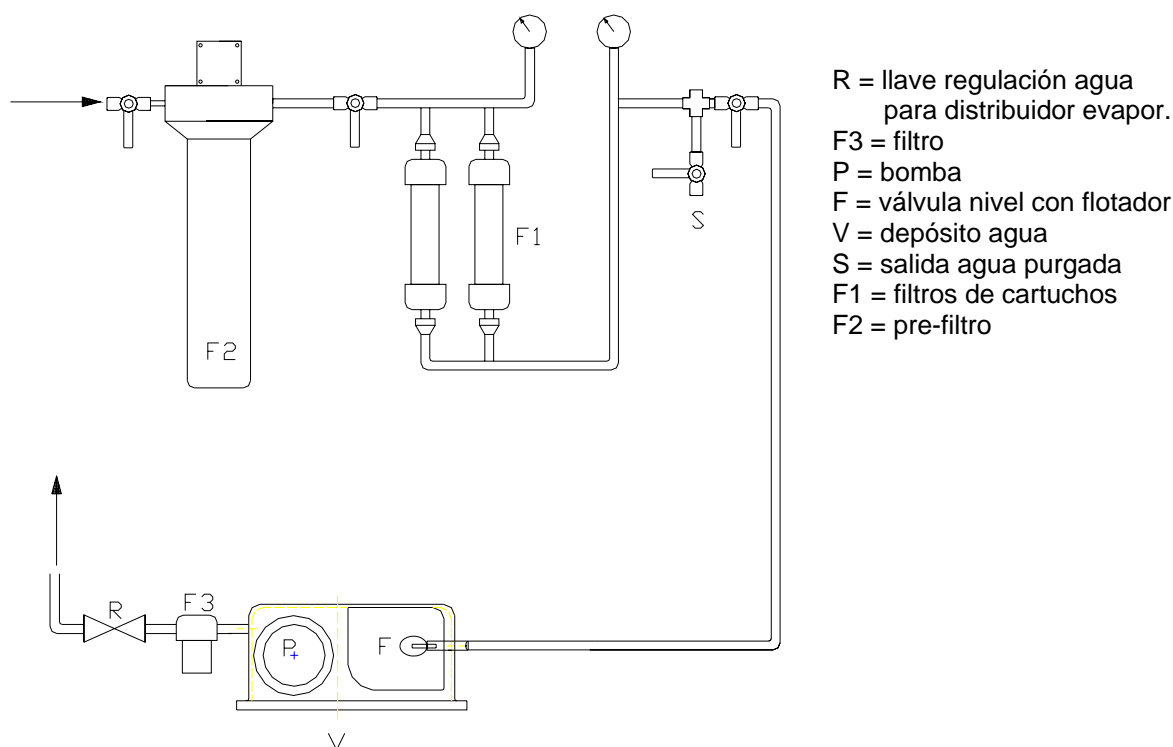 R = llave regulación agua
para distribuidor evapor.
F3 = filtro
P = bomba
F = válvula nivel con flotador
V = depósito agua
S = salida agua purgada
F1 = filtros de cartuchos
F2 = pre-filtro
S
F1
F2
R
F3
P
F
V